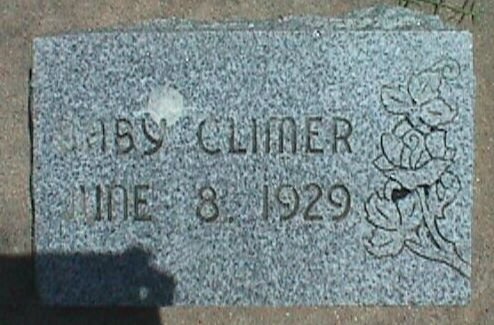 BABY CLIMER
JUNE 8, 1929